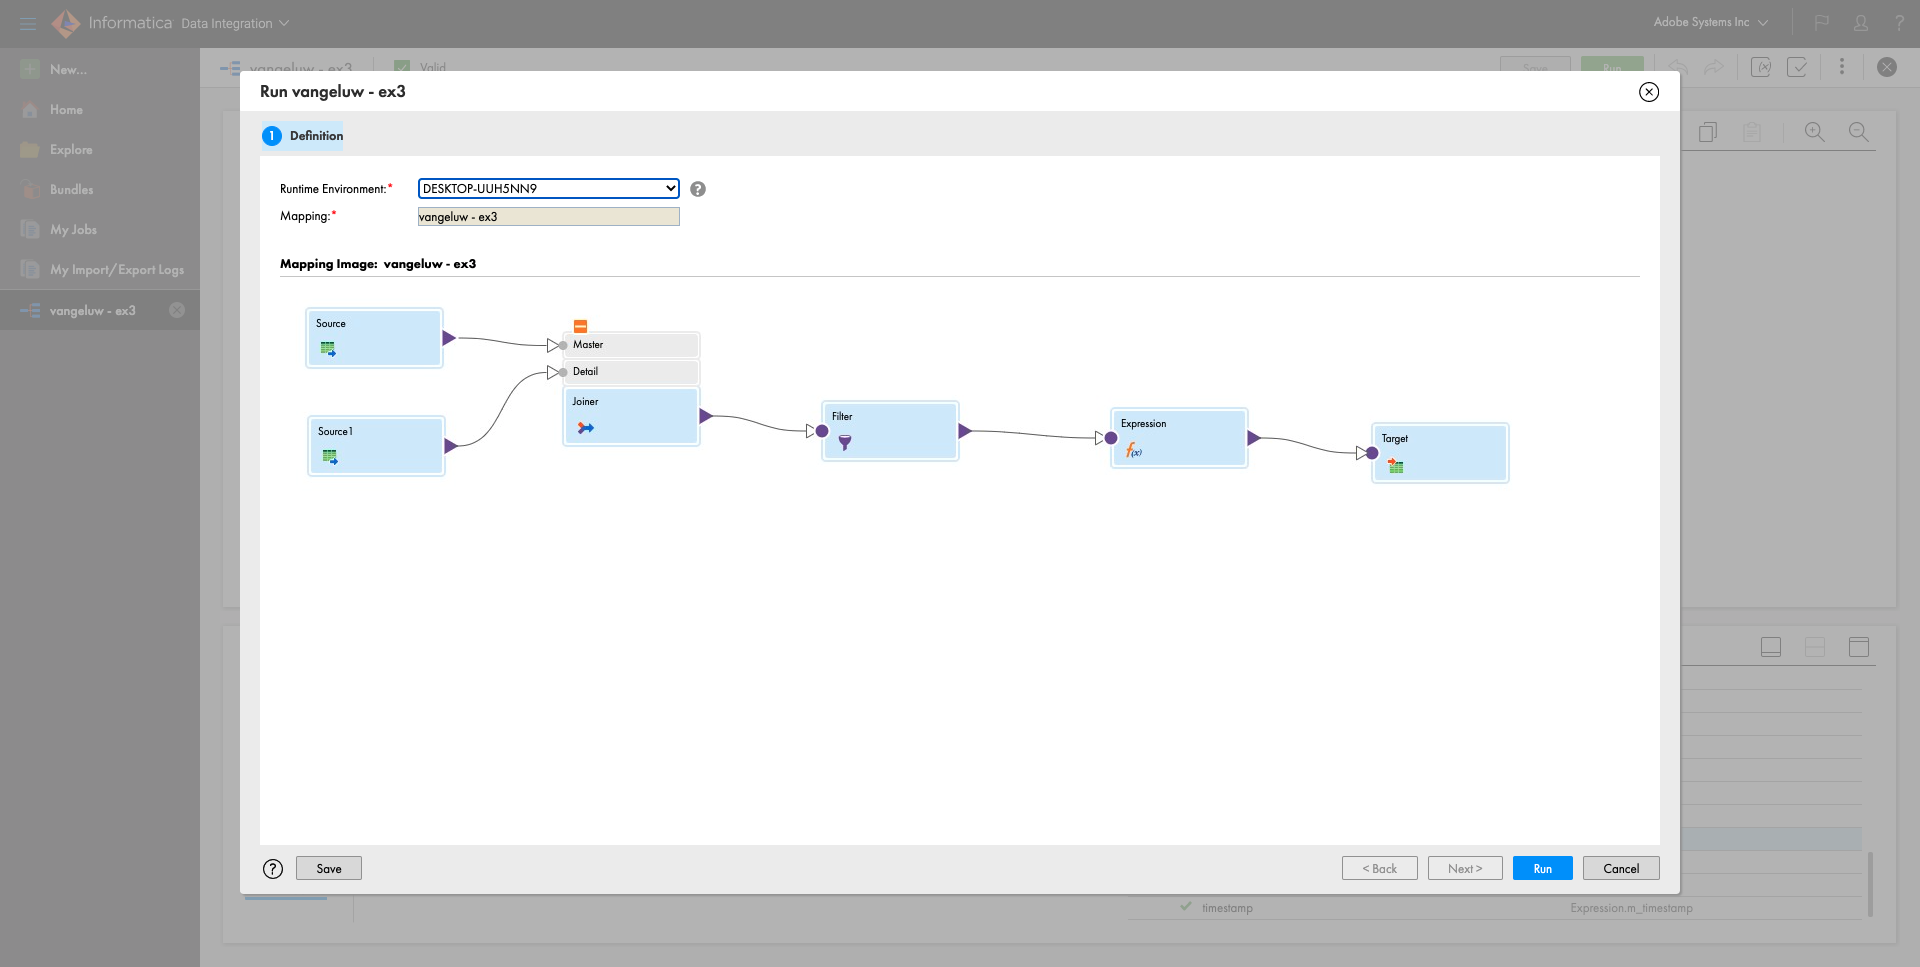 Informatica Data Integration
Adobe Systems Inc
?
New...
Home
Explore
Bundles
My Jobs
My Import/Export Logs
vangeluw - ex3
vangeluw - ex3
Valid
Save
Run
Run vangeluw - ex3
1 Definition
Runtime Environment:* DESKTOP-UUH5NN9 ?
Mapping:* vangeluw - ex3
Mapping Image: vangeluw - ex3
Source
Source1
Master
Detail
Joiner
Filter
Expression
f(x)
Target
? Save
< Back
Next >
Run
Cancel
timestamp
Expression.m_timestamp